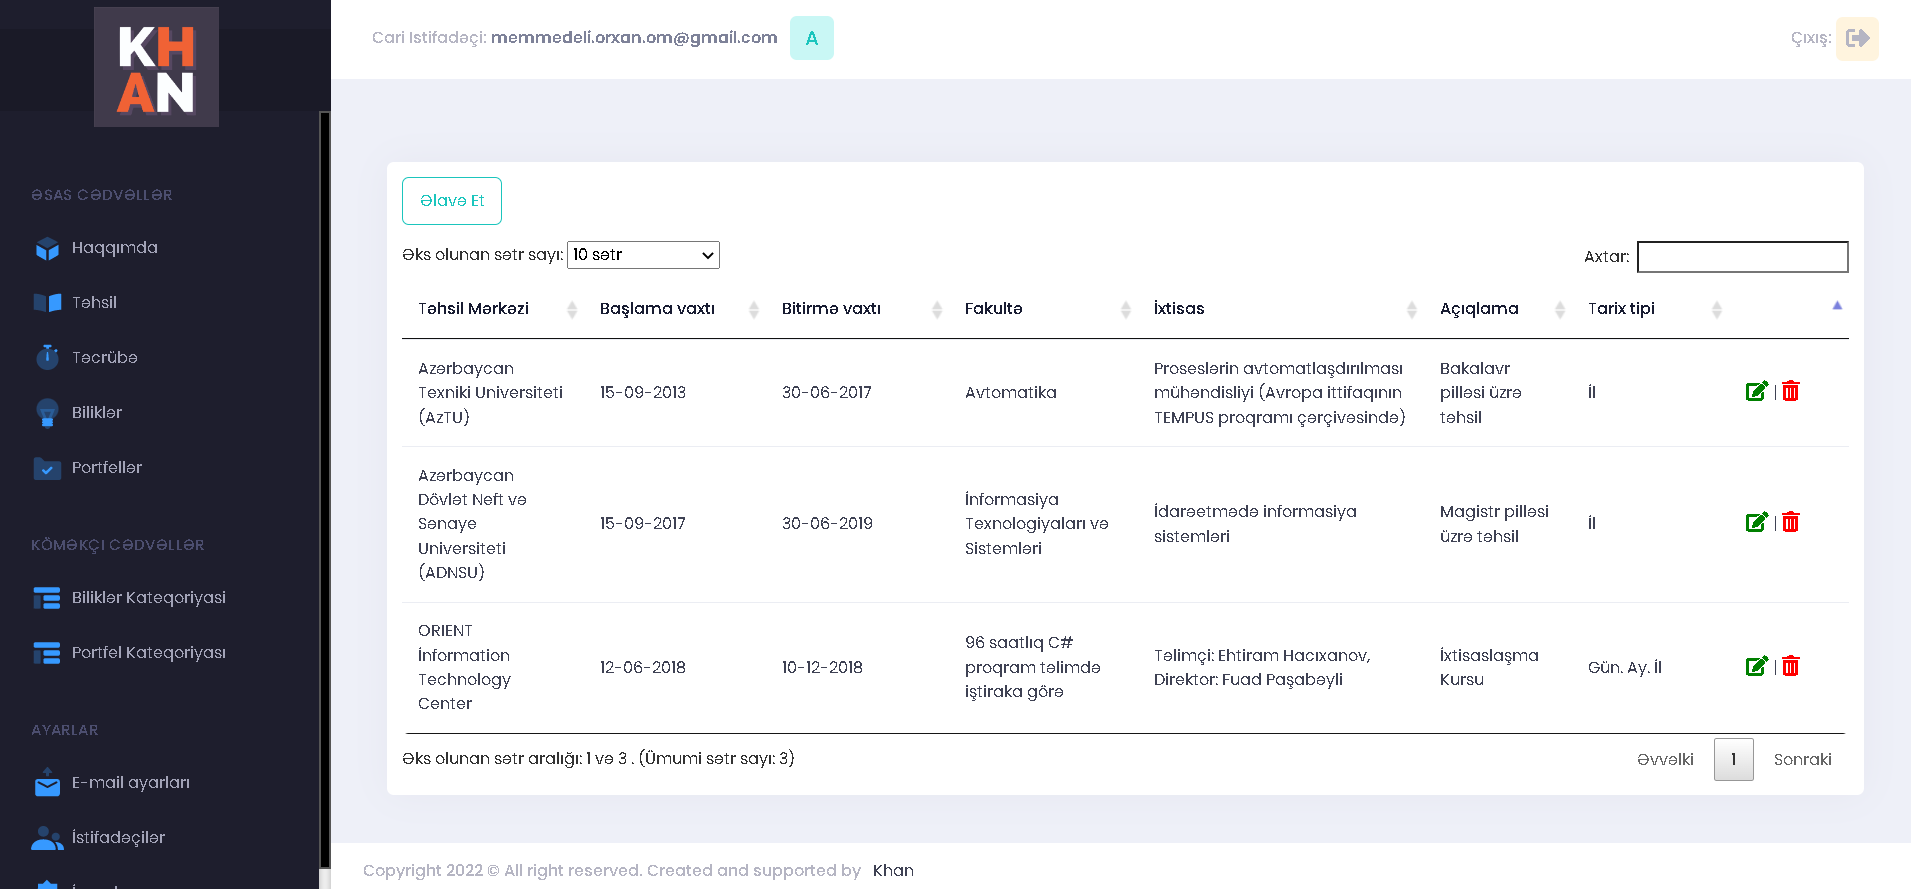 KH
AN
Cari Istifadəçi: memmedeli.orxan.om@gmail.com A
Çıxış:
ƏSAS CƏDVƏLLƏR
Haqqımda
Təhsil
Təcrübə
Biliklər
Portfellər
KÖMƏKÇI CƏDVƏLLƏR
Biliklər Kateqoriyasi
Portfel Kateqoriyası
AYARLAR
E-mail ayarları
İstifadəçilər
Əlavə Et
Əks olunan sətr sayı: 10 sətr
Axtar:
Təhsil Mərkəzi Başlama vaxtı Bitirmə vaxtı Fakultə İxtisas Açıqlama Tarix tipi
Azərbaycan
Texniki Universiteti
(AzTU)
15-09-2013
30-06-2017
Avtomatika
Proseslərin avtomatlaşdırılması
mühəndisliyi (Avropa ittifaqının
TEMPUS proqramı çərçivəsində)
Bakalavr
pilləsi üzrə
təhsil
İl
|
Azərbaycan
Dövlət Neft və
Sənaye
Universiteti
(ADNSU)
15-09-2017
30-06-2019
İnformasiya
Texnologiyaları və
Sistemləri
İdarəetmədə informasiya
sistemləri
Magistr pilləsi
üzrə təhsil
İl
|
ORIENT
İnformation
Technology
Center
12-06-2018
10-12-2018
96 saatlıq C#
proqram təlimdə
iştiraka görə
Təlimçi: Ehtiram Hacıxanov,
Direktor: Fuad Paşabəyli
İxtisaslaşma
Kursu
Gün. Ay. İl
|
Əks olunan sətr aralığı: 1 və 3 . (Ümumi sətr sayı: 3)
Əvvəlki 1 Sonraki
Copyright 2022 © All right reserved. Created and supported by Khan